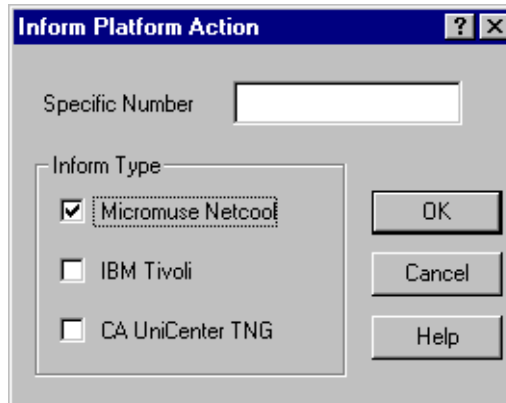 Inform Platform Action
Specific Number
Inform Type
Micromuse Netcool
OK
IBM Tivoli
Cancel
CA UniCenter TNG
Help